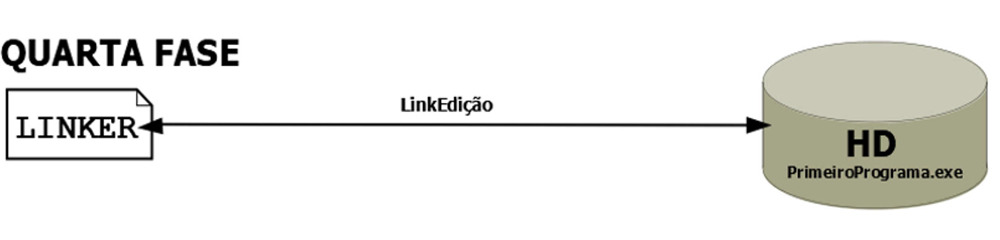 QUARTA FASE
LINKER
LinkEdição
HD
PrimeiroPrograma.exe